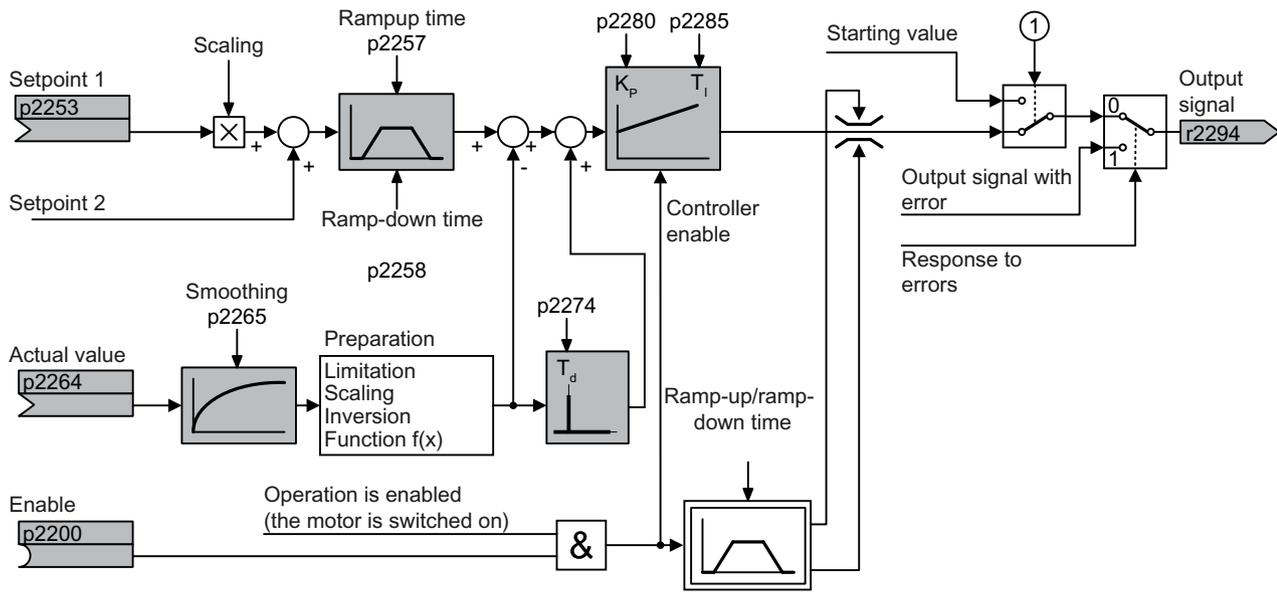 Rampup time
p2257
p2280
p2285
Scaling
Starting value
1
Setpoint 1
p2253
K_P
T_I
Output
signal
r2294
0
1
+
+
+
-
+
+
Setpoint 2
Ramp-down time
p2258
Controller
enable
Output signal with
error
Response to
errors
Smoothing
p2265
p2274
Preparation
Actual value
p2264
Limitation
Scaling
Inversion
Function f(x)
T_d
Ramp-up/ramp-
down time
Enable
p2200
Operation is enabled
(the motor is switched on)
&